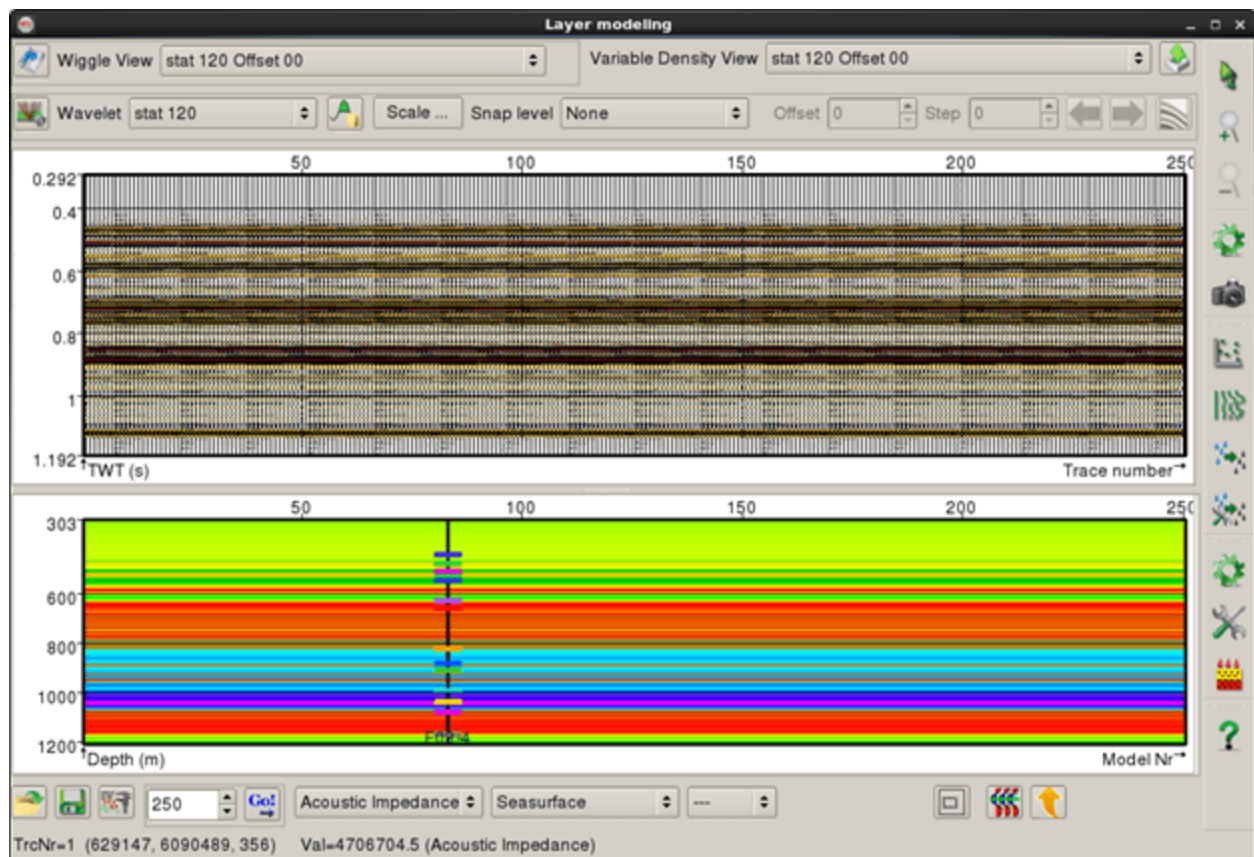 Layer modeling
Wiggle View stat 120 Offset 00 Variable Density View stat 120 Offset 00
Wavelet stat 120 Scale ... Snap level None Offset 0 Step 0
50 100 150 200 250
0.292
0.4
0.6
0.8
1
1.192
TWT (s) Trace number
50 100 150 200 250
303
600
800
1000
1200
Depth (m) Model Nr
250 Go! Acoustic Impedance Seasurface ---
TrcNr=1 (629147, 6090489, 356) Val=4706704.5 (Acoustic Impedance)